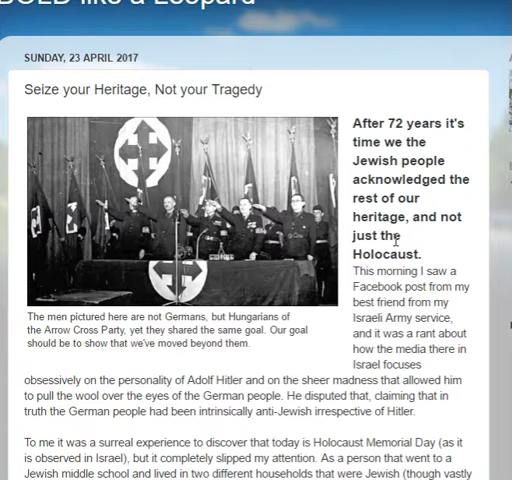 BOLD like a Leopard
SUNDAY, 23 APRIL 2017
Seize your Heritage, Not your Tragedy
After 72 years it's
time we the
Jewish people
acknowledged the
rest of our
heritage, and not
just the
Holocaust.
This morning I saw a
Facebook post from my
best friend from my
Israeli Army service,
and it was a rant about
how the media there in
Israel focuses
The men pictured here are not Germans, but Hungarians of
the Arrow Cross Party, yet they shared the same goal. Our goal
should be to show that we've moved beyond them.
obsessively on the personality of Adolf Hitler and on the sheer madness that allowed him
to pull the wool over the eyes of the German people. He disputed that, claiming that in
truth the German people had been intrinsically anti-Jewish irrespective of Hitler.
To me it was a surreal experience to discover that today is Holocaust Memorial Day (as it
is observed in Israel), but it completely slipped my attention. As a person that went to a
Jewish middle school and lived in two different households that were Jewish (though vastly